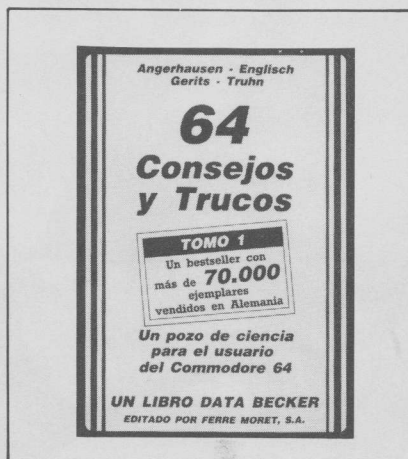 Angerhausen - Englisch
Gerits - Truhn
64
Consejos
y Trucos
TOMO 1
Un bestseller con
más de 70.000
ejemplares
vendidos en Alemania
Un pozo de ciencia
para el usuario
del Commodore 64
UN LIBRO DATA BECKER
EDITADO POR FERRE MORET, S.A.